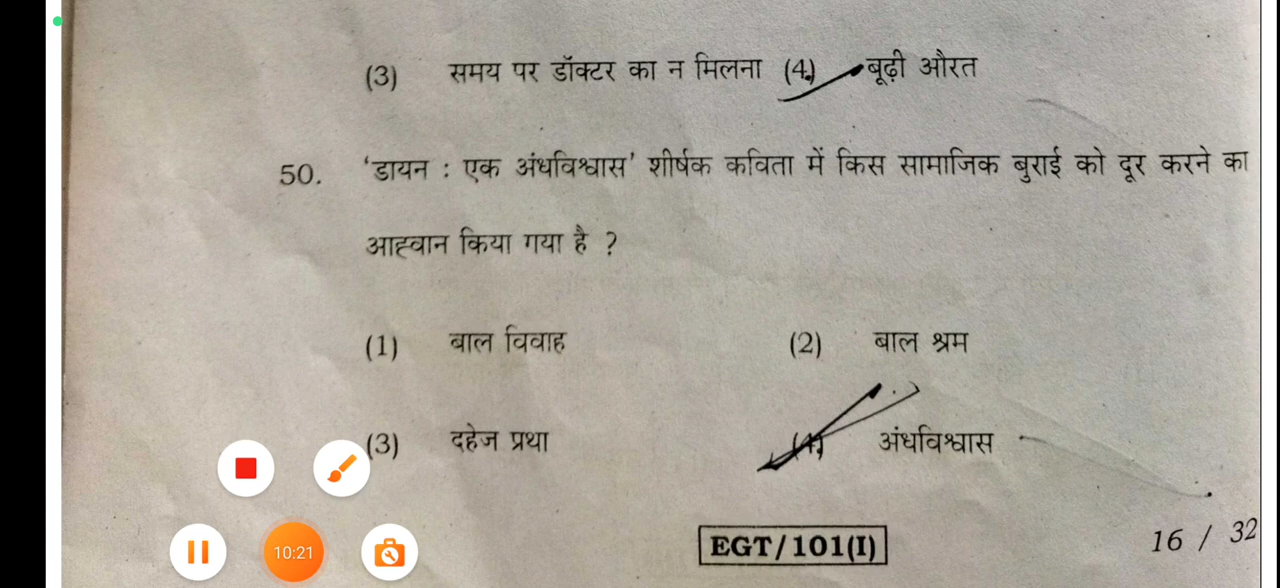 (3) समय पर डॉक्टर का न मिलना (4) बूढ़ी औरत
50. 'डायन : एक अंधविश्वास' शीर्षक कविता में किस सामाजिक बुराई को दूर करने का
आह्वान किया गया है ?
(1) बाल विवाह (2) बाल श्रम
(3) दहेज प्रथा (4) अंधविश्वास
10:21
EGT/101(I)
16 / 32